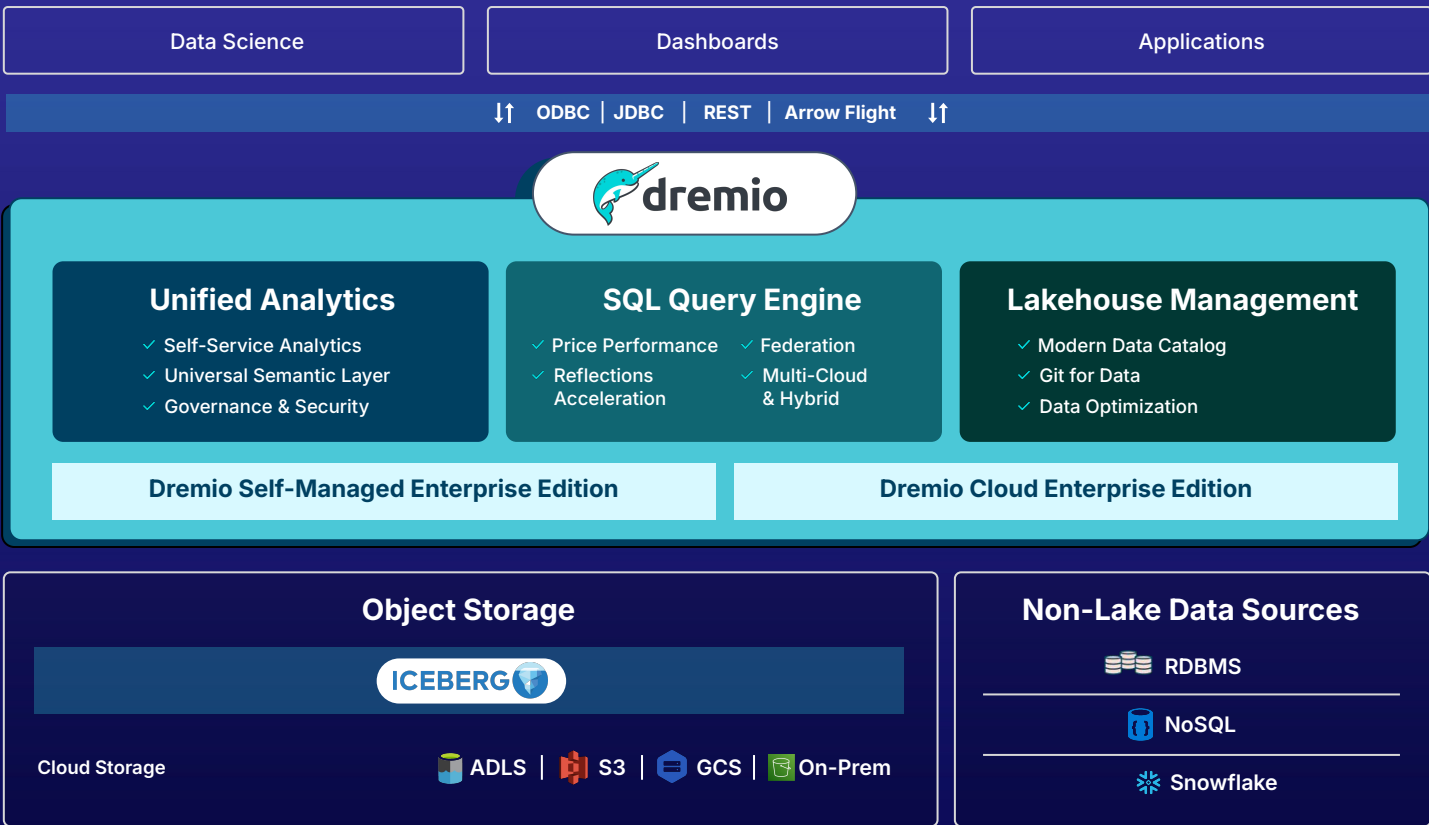 Data Science
Dashboards
Applications
ODBC | JDBC | REST | Arrow Flight
dremio
Unified Analytics
Self-Service Analytics
Universal Semantic Layer
Governance & Security
SQL Query Engine
Price Performance
Reflections
Acceleration
Federation
Multi-Cloud
& Hybrid
Lakehouse Management
Modern Data Catalog
Git for Data
Data Optimization
Dremio Self-Managed Enterprise Edition
Dremio Cloud Enterprise Edition
Object Storage
ICEBERG
Cloud Storage
ADLS | S3 | GCS | On-Prem
Non-Lake Data Sources
RDBMS
NoSQL
Snowflake